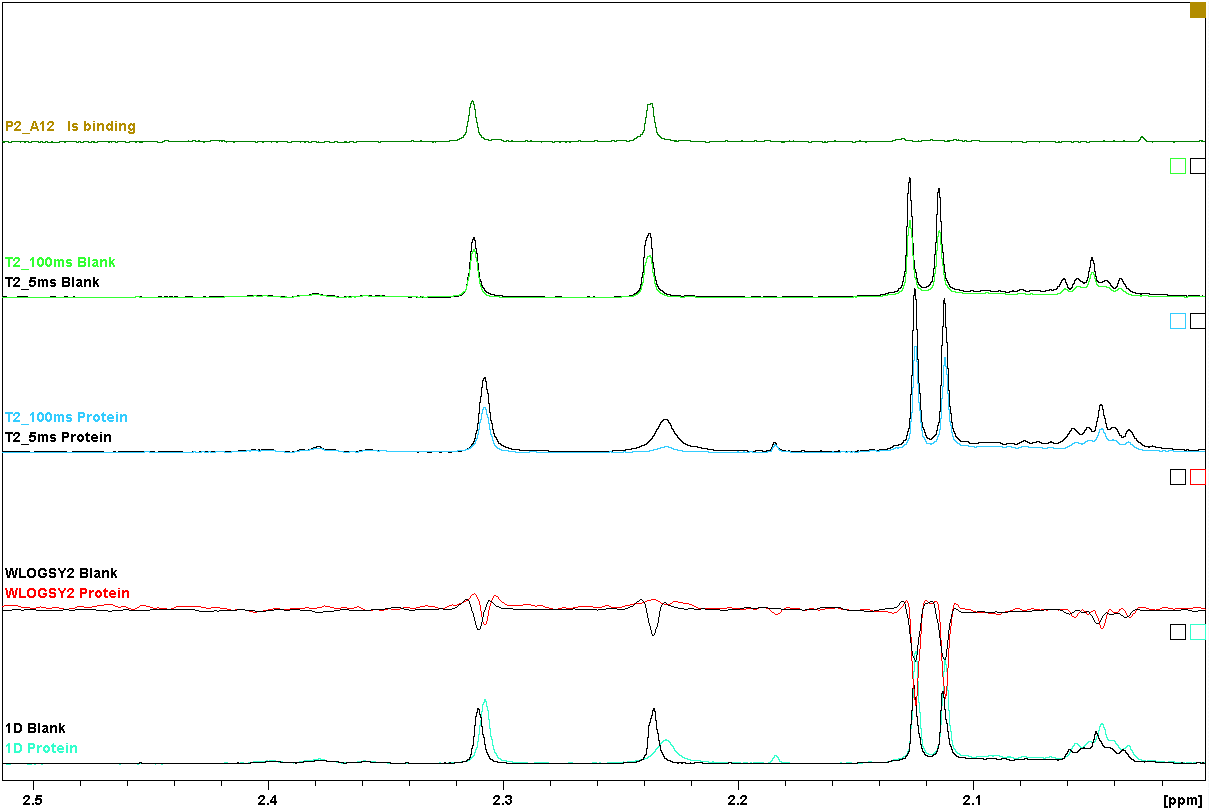 P2_A12 Is binding
T2_100ms Blank
T2_5ms Blank
T2_100ms Protein
T2_5ms Protein
WLOGSY2 Blank
WLOGSY2 Protein
1D Blank
1D Protein
2.5 2.4 2.3 2.2 2.1 [ppm]